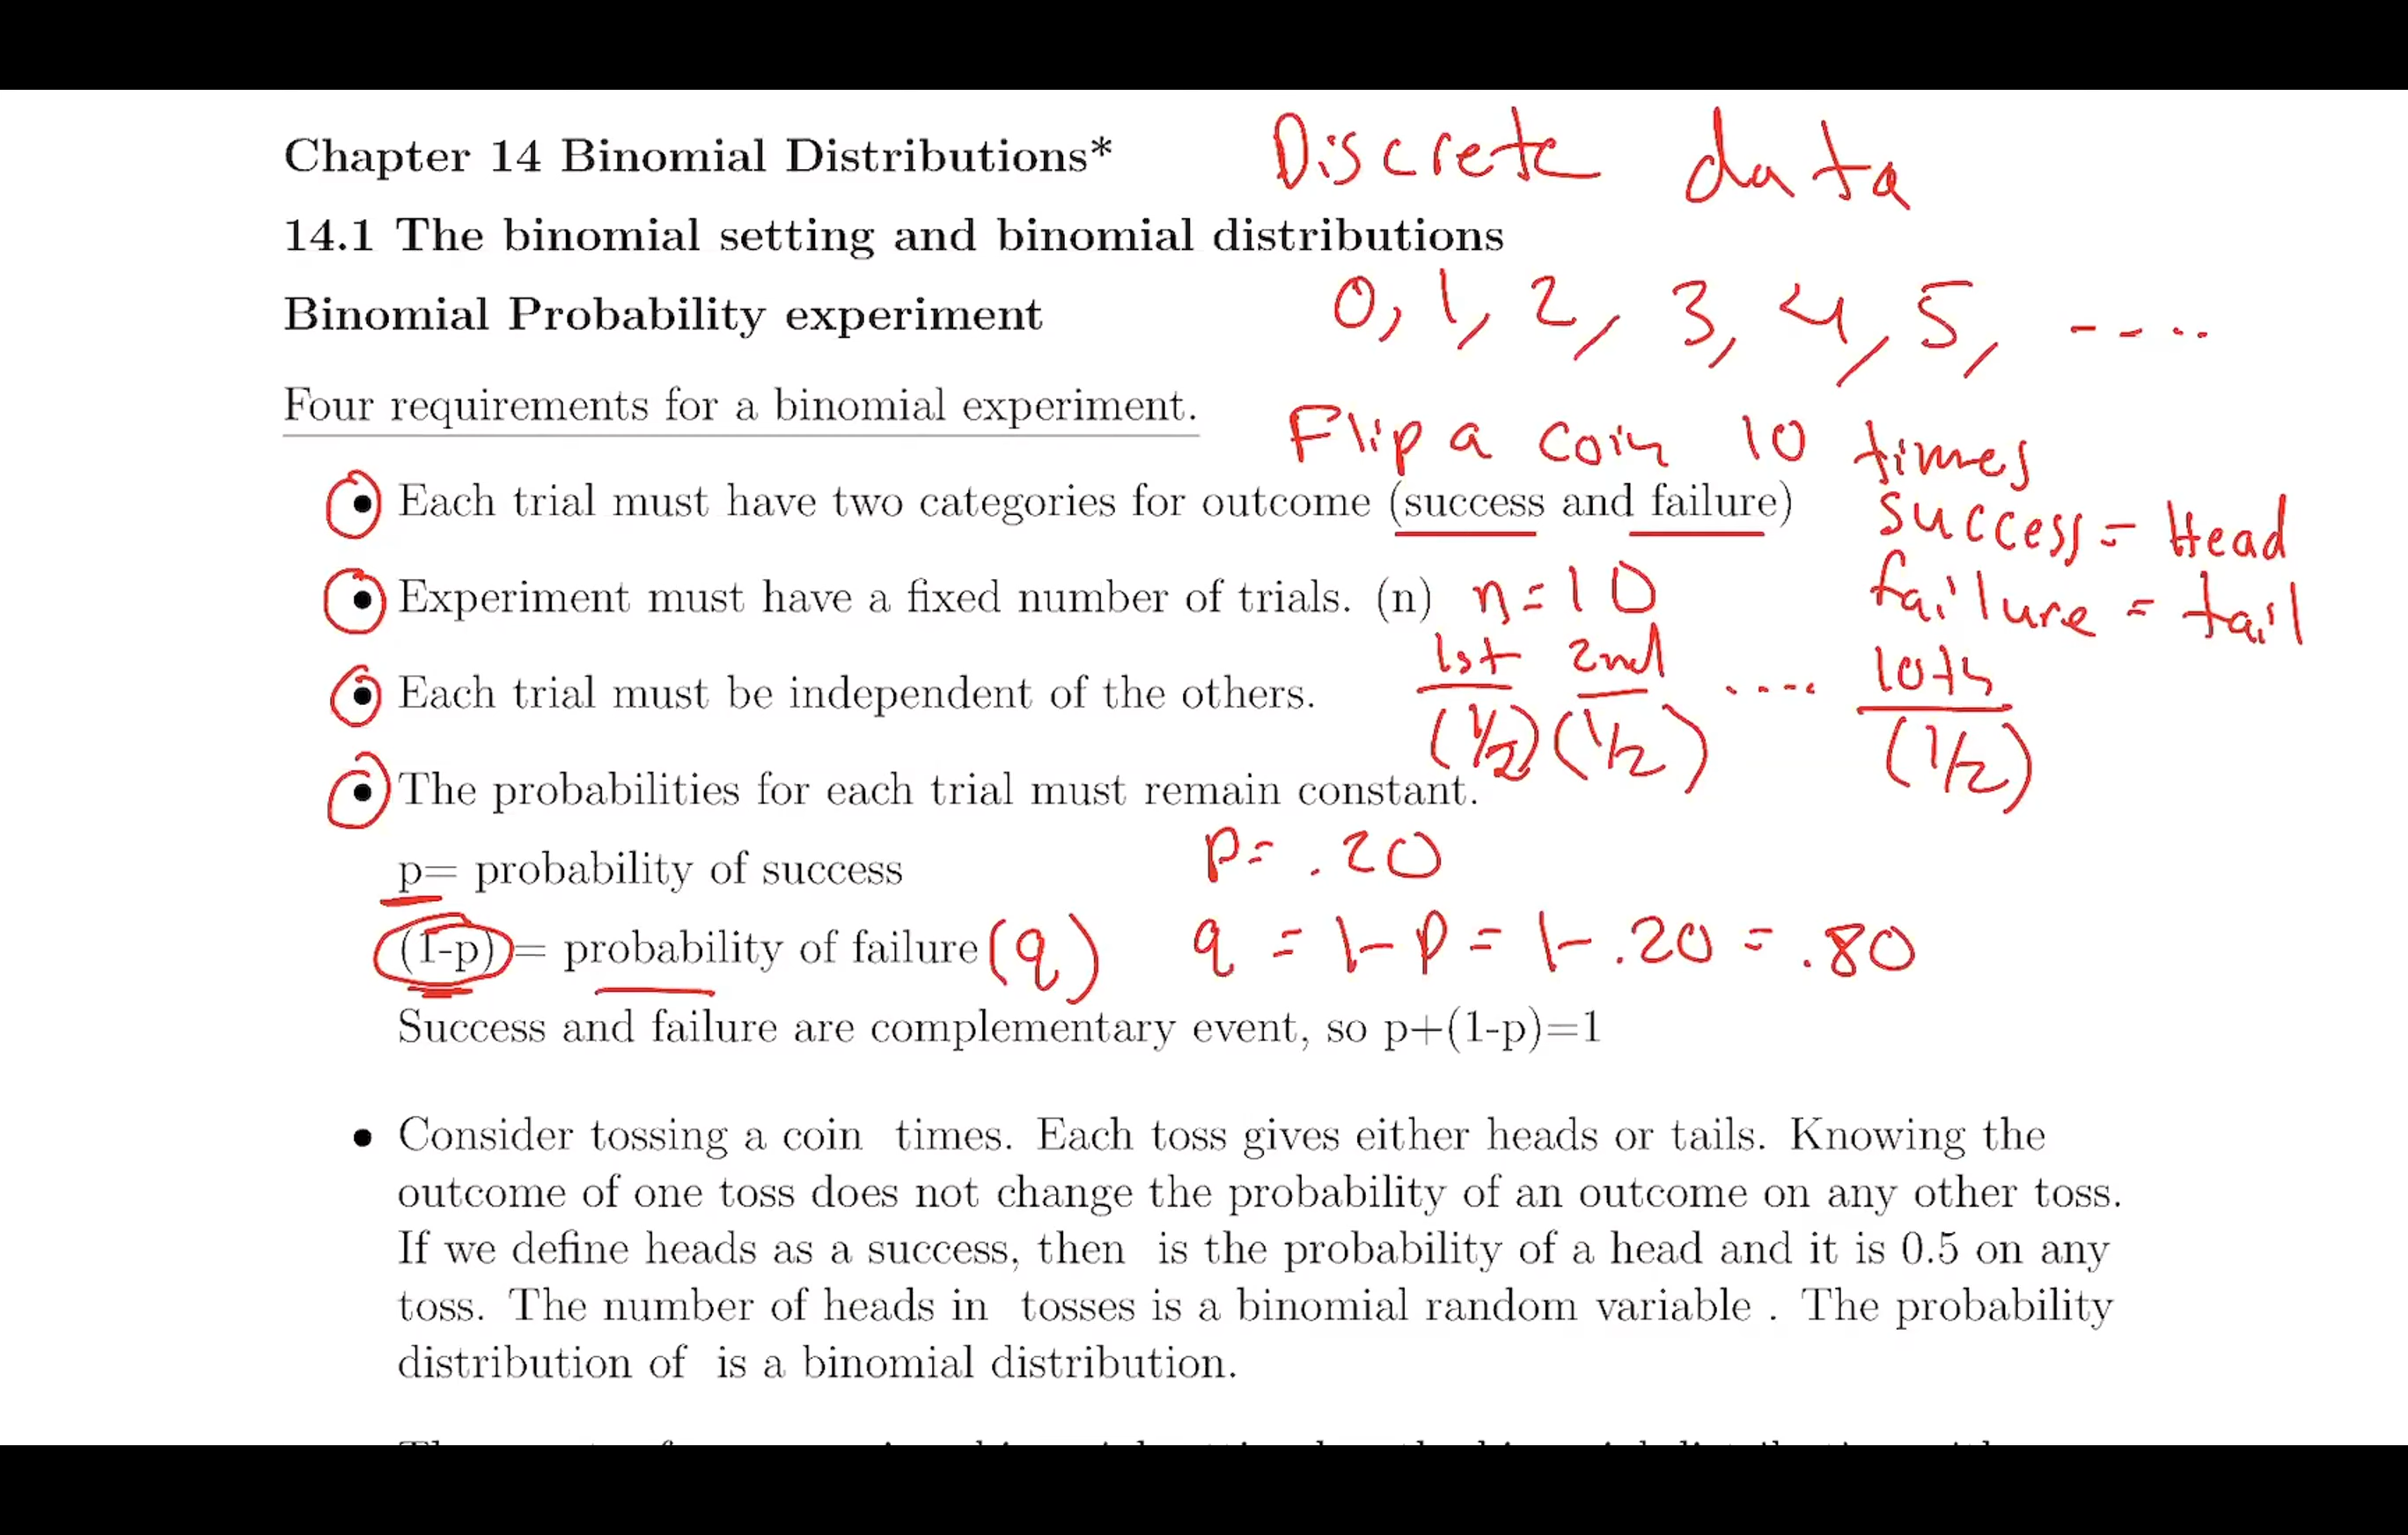 Chapter 14 Binomial Distributions*
Discrete data
14.1 The binomial setting and binomial distributions
Binomial Probability experiment
0, 1, 2, 3, 4, 5, ----
Four requirements for a binomial experiment.
Flip a coin 10 times
• Each trial must have two categories for outcome (success and failure)
success = Head
failure = tail
• Experiment must have a fixed number of trials. (n) n = 10
• Each trial must be independent of the others.
1st 2nd .... 10th
(1/2) (1/2) (1/2)
• The probabilities for each trial must remain constant.
p= probability of success
p = .20
(1-p) = probability of failure (q) q = 1 - p = 1 - .20 = .80
Success and failure are complementary event, so p+(1-p)=1
• Consider tossing a coin times. Each toss gives either heads or tails. Knowing the
outcome of one toss does not change the probability of an outcome on any other toss.
If we define heads as a success, then is the probability of a head and it is 0.5 on any
toss. The number of heads in tosses is a binomial random variable . The probability
distribution of is a binomial distribution.